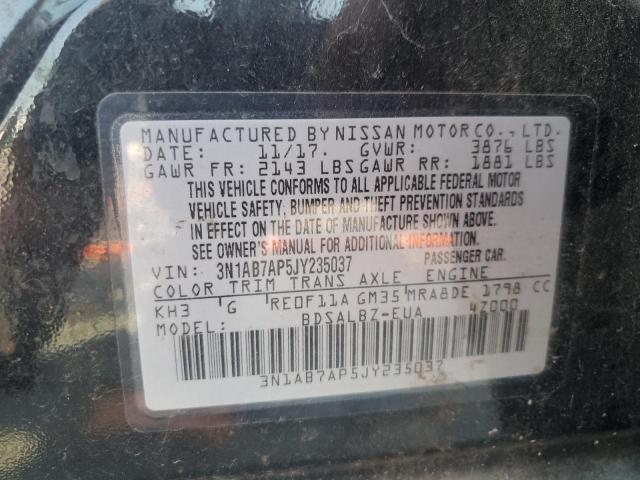 MANUFACTURED BY NISSAN MOTOR CO., LTD.
DATE: 11/17. GVWR: 3876 LBS
GAWR FR: 2143 LBS GAWR RR: 1881 LBS
THIS VEHICLE CONFORMS TO ALL APPLICABLE FEDERAL MOTOR
VEHICLE SAFETY, BUMPER AND THEFT PREVENTION STANDARDS
IN EFFECT ON THE DATE OF MANUFACTURE SHOWN ABOVE.
SEE OWNER'S MANUAL FOR ADDITIONAL INFORMATION.
VIN: 3N1AB7AP5JY235037 PASSENGER CAR.
COLOR TRIM TRANS AXLE ENGINE
KH3 G RE0F11A GM35 MRA8DE 1798 CC
MODEL: BDSALBZ-EUA 4Z000
3N1AB7AP5JY235037